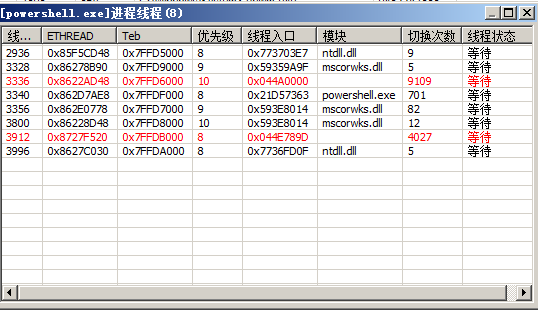 [powershell.exe]进程线程(8)
线... ETHREAD Teb 优先级 线程入口 模块 切换次数 线程状态
2936 0x85F5CD48 0x7FFD5000 8 0x773703E7 ntdll.dll 9 等待
3328 0x86278B90 0x7FFD9000 8 0x59359A9F mscorwks.dll 5 等待
3336 0x8622AD48 0x7FFD6000 10 0x044A0000 9109 等待
3340 0x862D7AE8 0x7FFDF000 8 0x21D57363 powershell.exe 701 等待
3356 0x862E0778 0x7FFD7000 9 0x593E8014 mscorwks.dll 82 等待
3800 0x86228D48 0x7FFD8000 10 0x593E8014 mscorwks.dll 12 等待
3912 0x8727F520 0x7FFDB000 8 0x044E789D 4027 等待
3996 0x8627C030 0x7FFDA000 8 0x7736FD0F ntdll.dll 5 等待